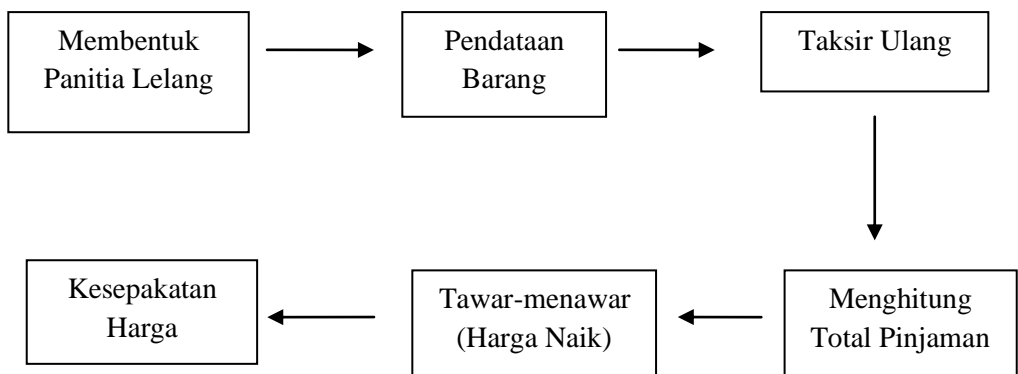 Membentuk
Panitia Lelang
Pendataan
Barang
Taksir Ulang
Menghitung
Total Pinjaman
Tawar-menawar
(Harga Naik)
Kesepakatan
Harga